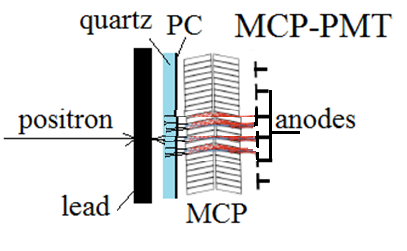 quartz PC MCP-PMT
positron
anodes
lead
MCP